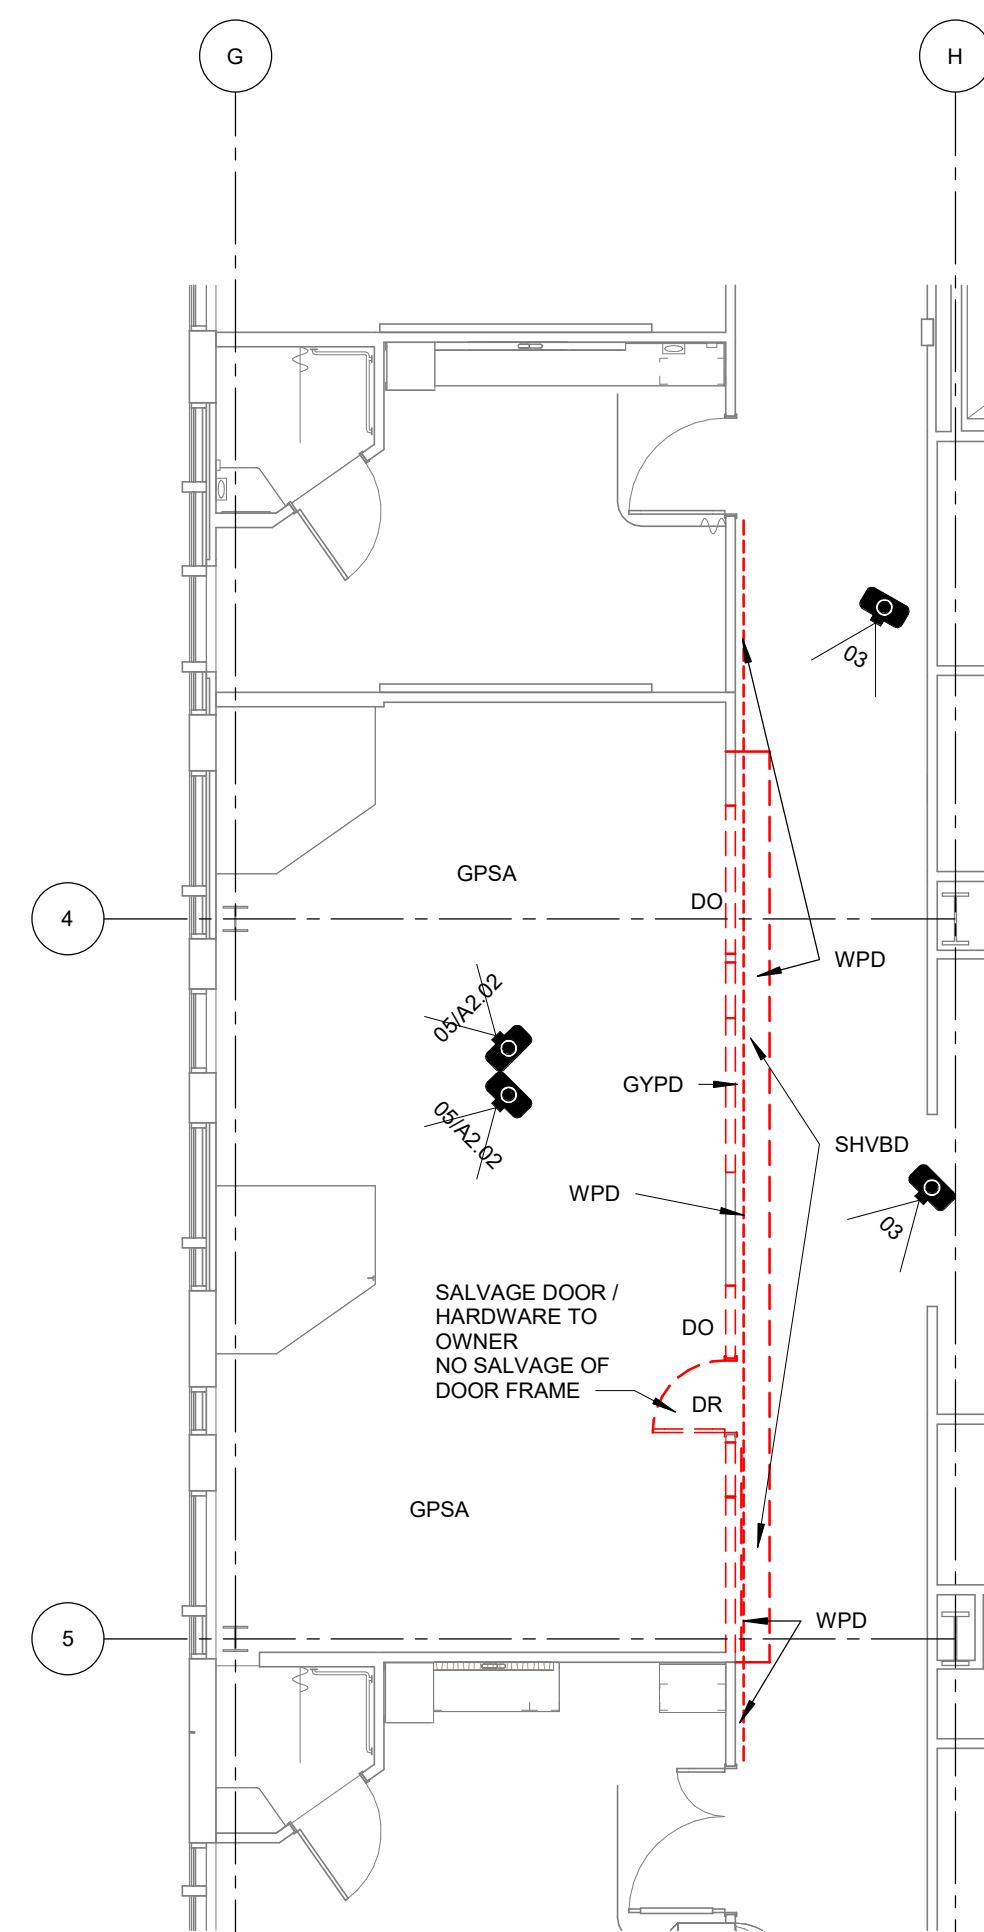 G
H
03
GPSA
DO
4
WPD
05/A2.02
GYPD
05/A2.02
SHVBD
WPD
03
SALVAGE DOOR /
HARDWARE TO
OWNER
NO SALVAGE OF
DOOR FRAME
DO
DR
GPSA
WPD
5